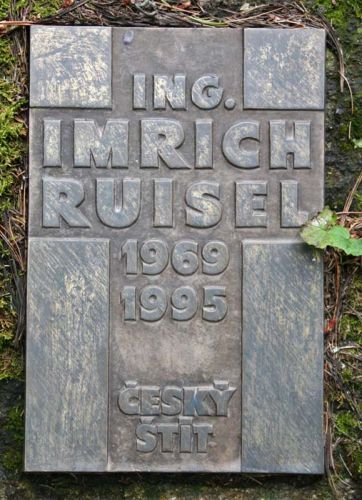 ING.
IMRICH
RUISEL
1969
1995
ČESKÝ
ŠTÍT